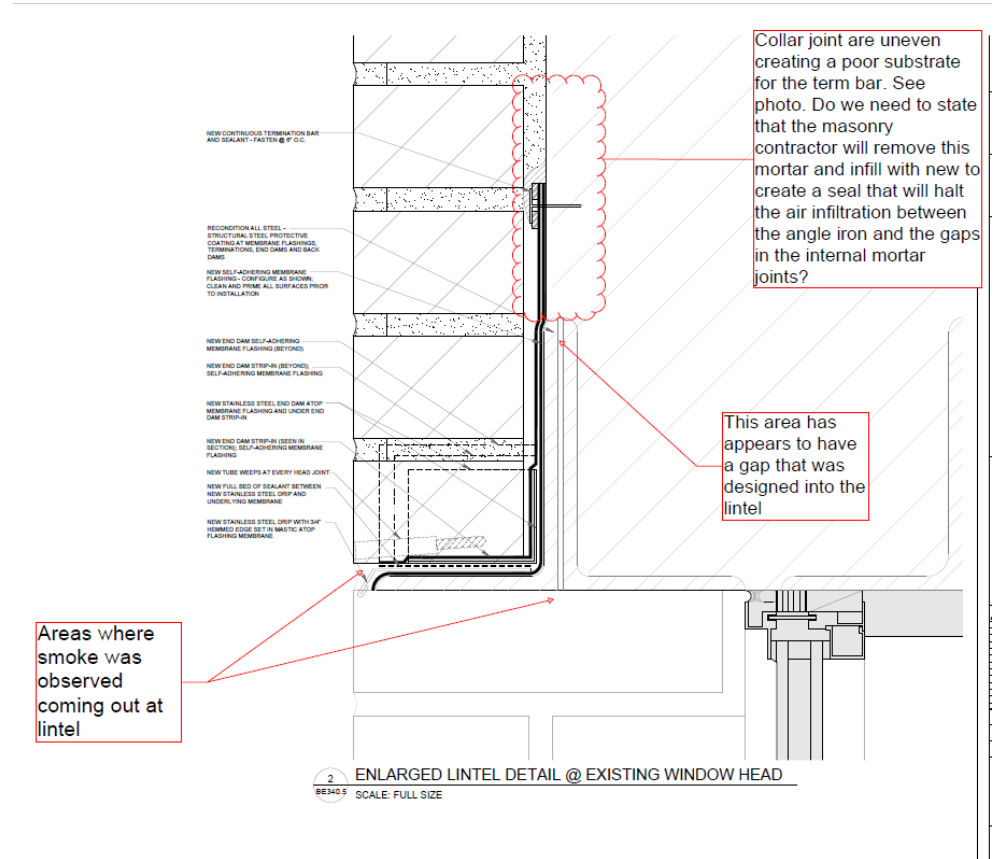 Collar joint are uneven
creating a poor substrate
for the term bar. See
photo. Do we need to state
that the masonry
contractor will remove this
mortar and infill with new to
create a seal that will halt
the air infiltration between
the angle iron and the gaps
in the internal mortar
joints?
NEW CONTINUOUS TERMINATION BAR
AND SEALANT - FASTEN @ 6" O.C.
RECONDITION ALL STEEL -
STRUCTURAL STEEL PROTECTIVE
COATING AT MEMBRANE FLASHINGS,
TERMINATIONS, END DAMS AND BACK
DAMS
NEW SELF-ADHERING MEMBRANE
FLASHING - CONFIGURE AS SHOWN;
CLEAN AND PRIME ALL SURFACES PRIOR
TO INSTALLATION
NEW END DAM SELF-ADHERING
MEMBRANE FLASHING (BEYOND)
NEW END DAM STRIP-IN (BEYOND);
SELF-ADHERING MEMBRANE FLASHING
NEW STAINLESS STEEL END DAM ATOP
MEMBRANE FLASHING AND UNDER END
DAM STRIP-IN
NEW END DAM STRIP-IN (SEEN IN
SECTION); SELF-ADHERING MEMBRANE
FLASHING
NEW TUBE WEEPS AT EVERY HEAD JOINT
NEW FULL BED OF SEALANT BETWEEN
NEW STAINLESS STEEL DRIP AND
UNDERLYING MEMBRANE
NEW STAINLESS STEEL DRIP WITH 3/4"
HEMMED EDGE SET IN MASTIC ATOP
FLASHING MEMBRANE
This area has
appears to have
a gap that was
designed into the
lintel
Areas where
smoke was
observed
coming out at
lintel
2
BE340.5
ENLARGED LINTEL DETAIL @ EXISTING WINDOW HEAD
SCALE: FULL SIZE